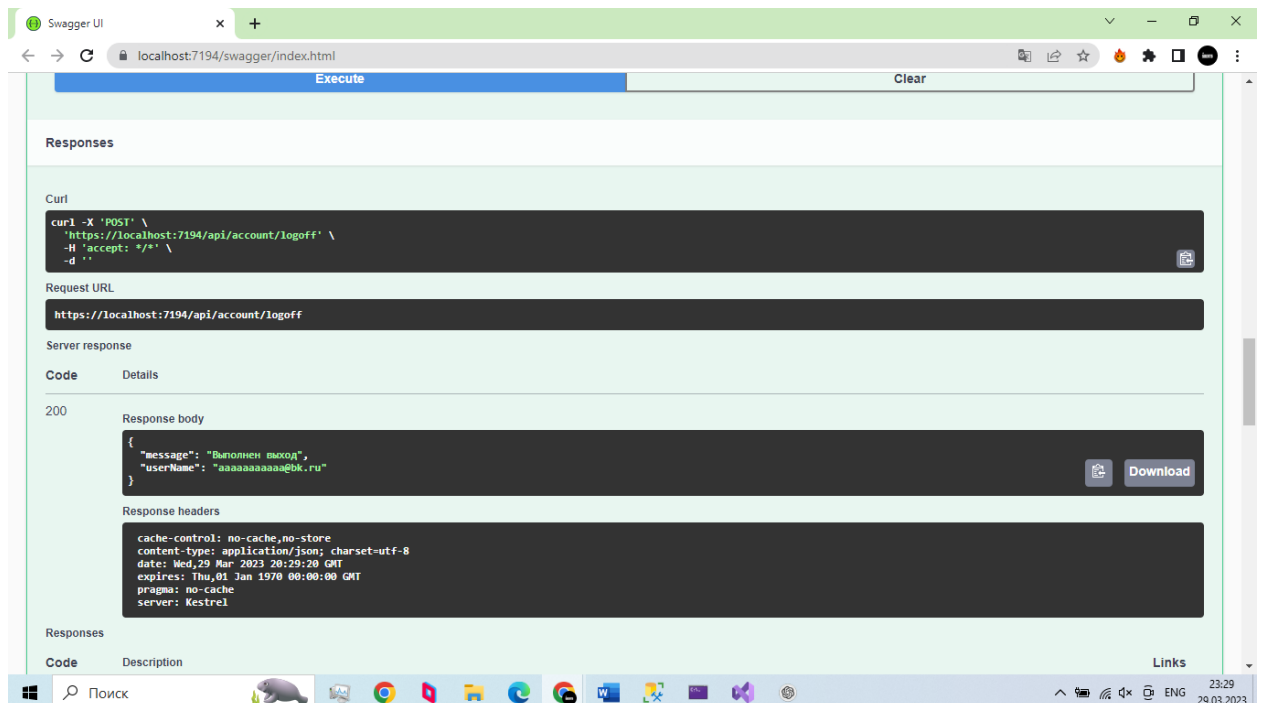 Swagger UI
localhost:7194/swagger/index.html
Execute
Clear
Responses
Curl
curl -X 'POST' \
'https://localhost:7194/api/account/logoff' \
-H 'accept: */*' \
-d ''
Request URL
https://localhost:7194/api/account/logoff
Server response
Code Details
200
Response body
{
"message": "Выполнен выход",
"userName": "aaaaaaaaaaa@bk.ru"
}
Download
Response headers
cache-control: no-cache,no-store
content-type: application/json; charset=utf-8
date: Wed,29 Mar 2023 20:29:20 GMT
expires: Thu,01 Jan 1970 00:00:00 GMT
pragma: no-cache
server: Kestrel
Responses
Code Description Links
Поиск
ENG
23:29
29.03.2023